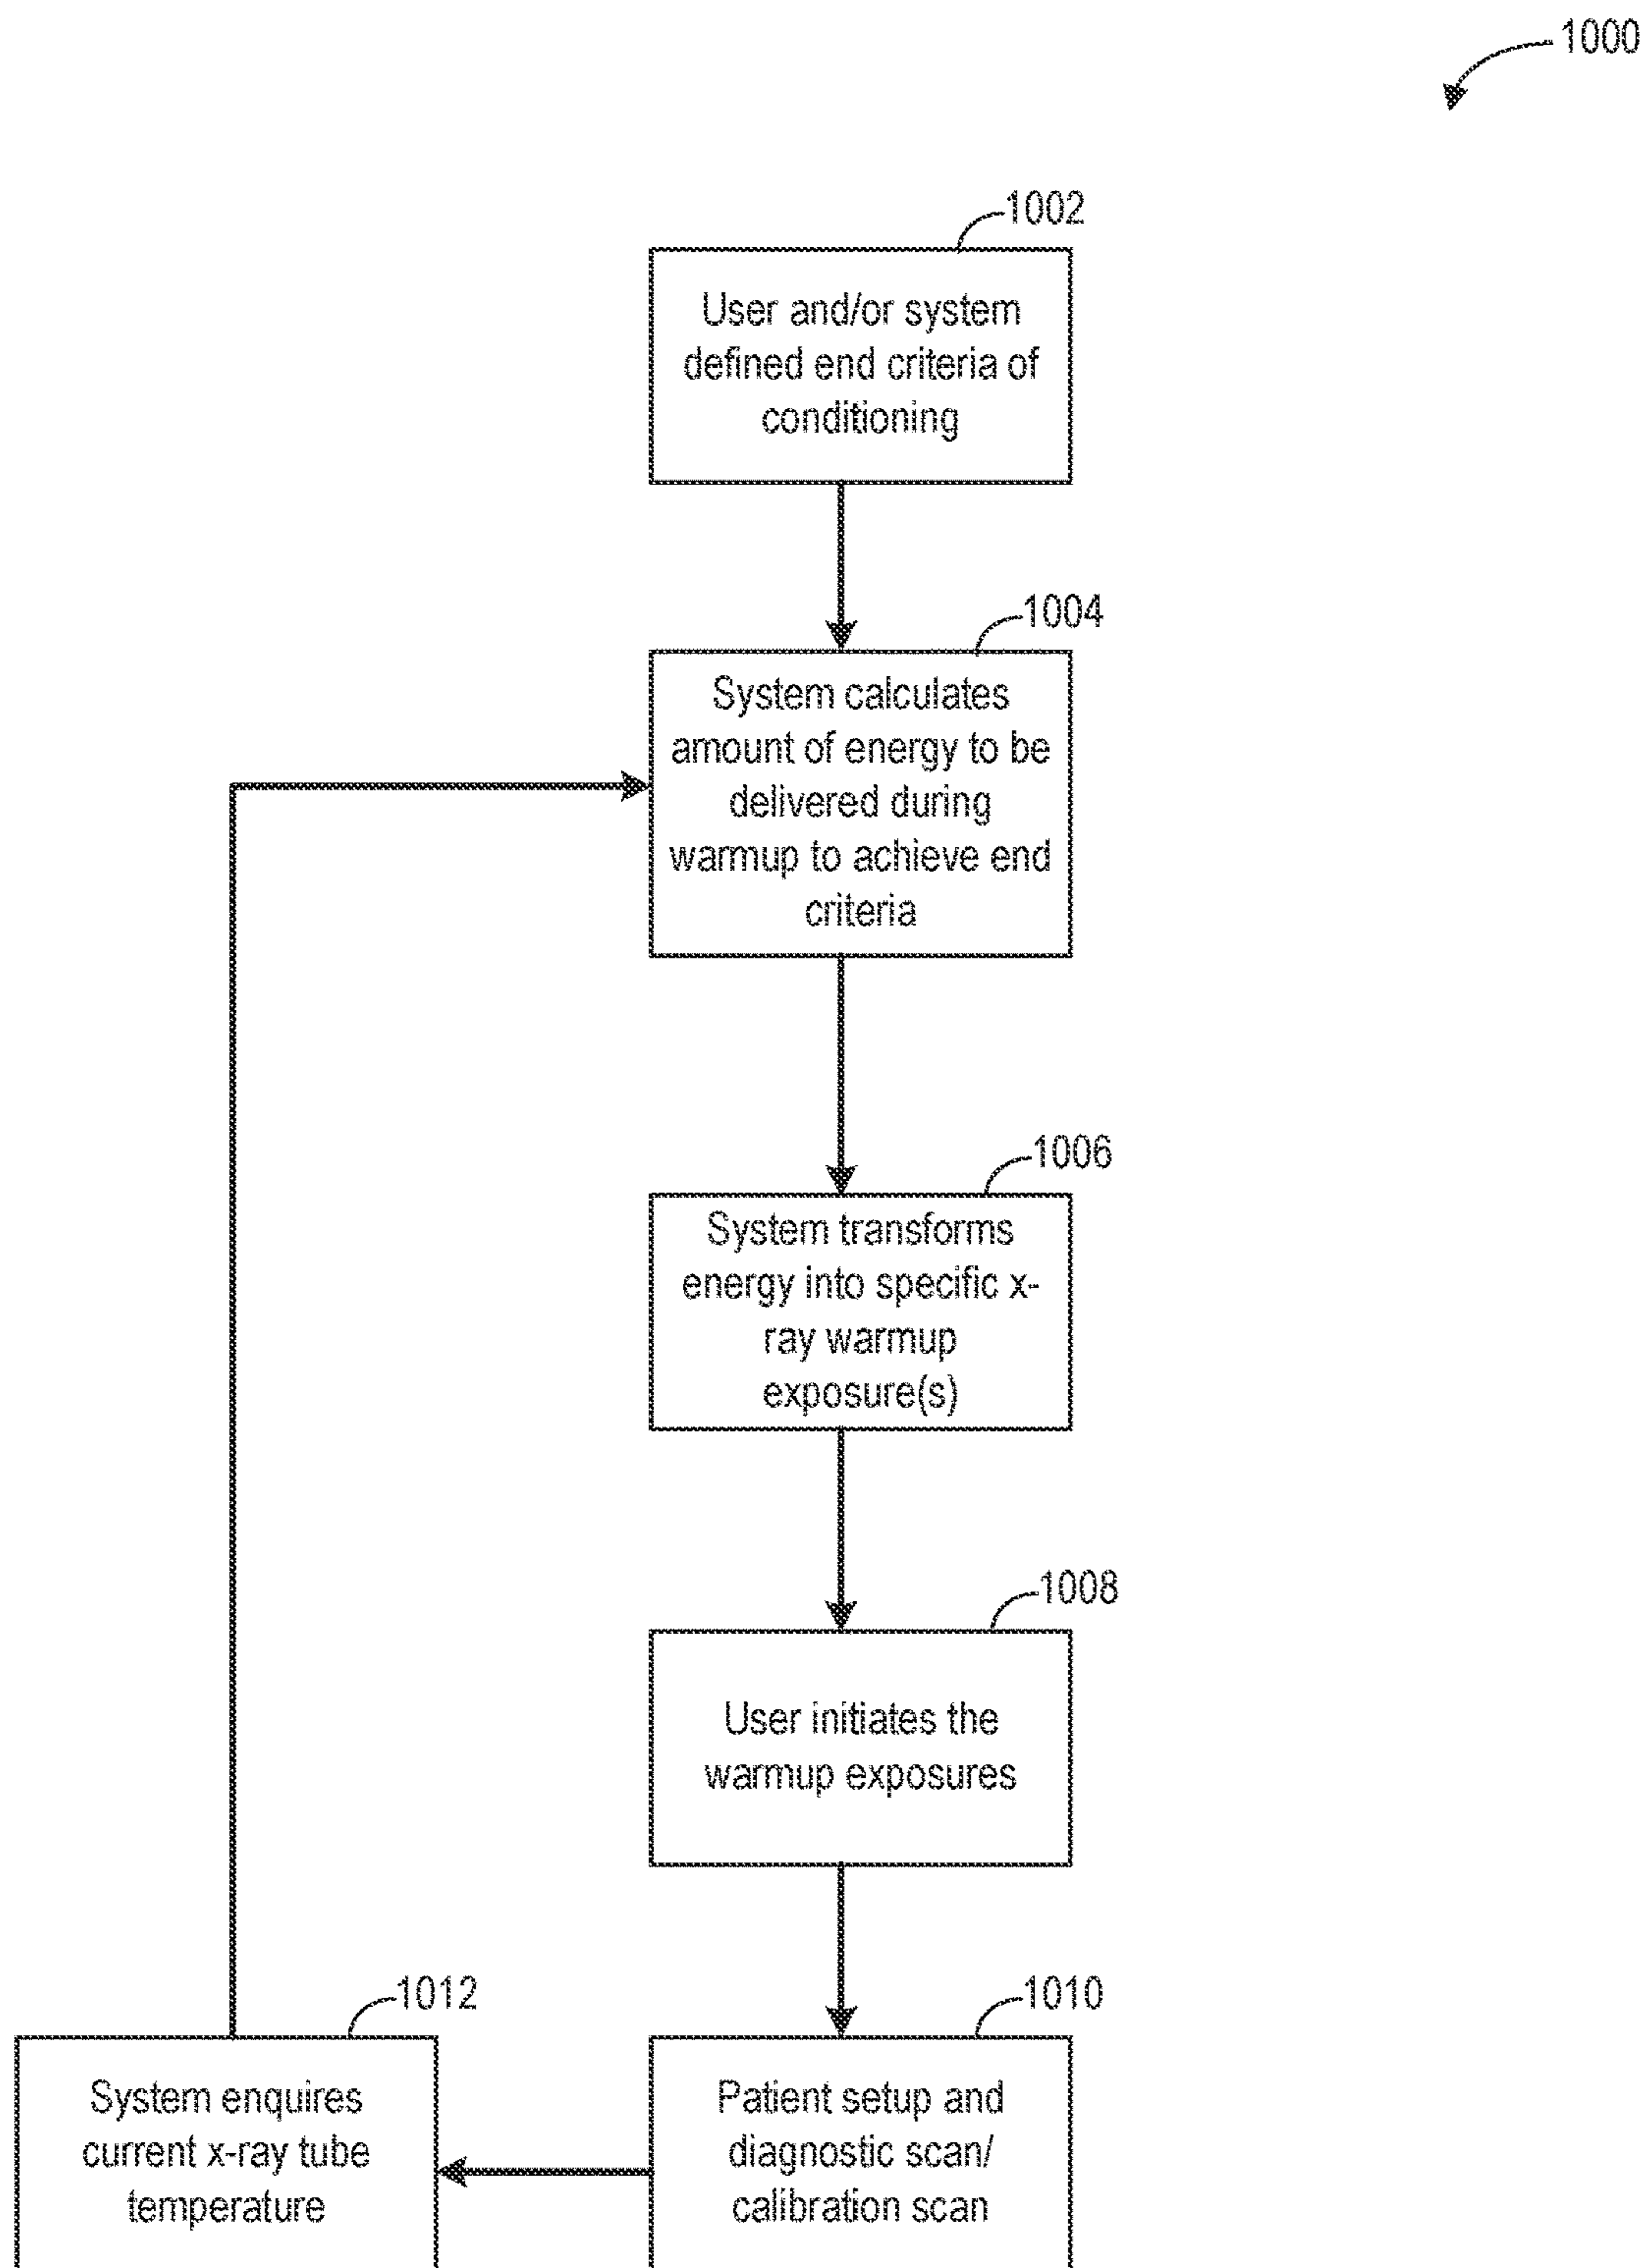 1000
1002
User and/or system
defined end criteria of
conditioning
1004
System calculates
amount of energy to be
delivered during
warmup to achieve end
criteria
1006
System transforms
energy into specific x-
ray warmup
exposure(s)
1008
User initiates the
warmup exposures
1012
System enquires
current x-ray tube
temperature
1010
Patient setup and
diagnostic scan/
calibration scan